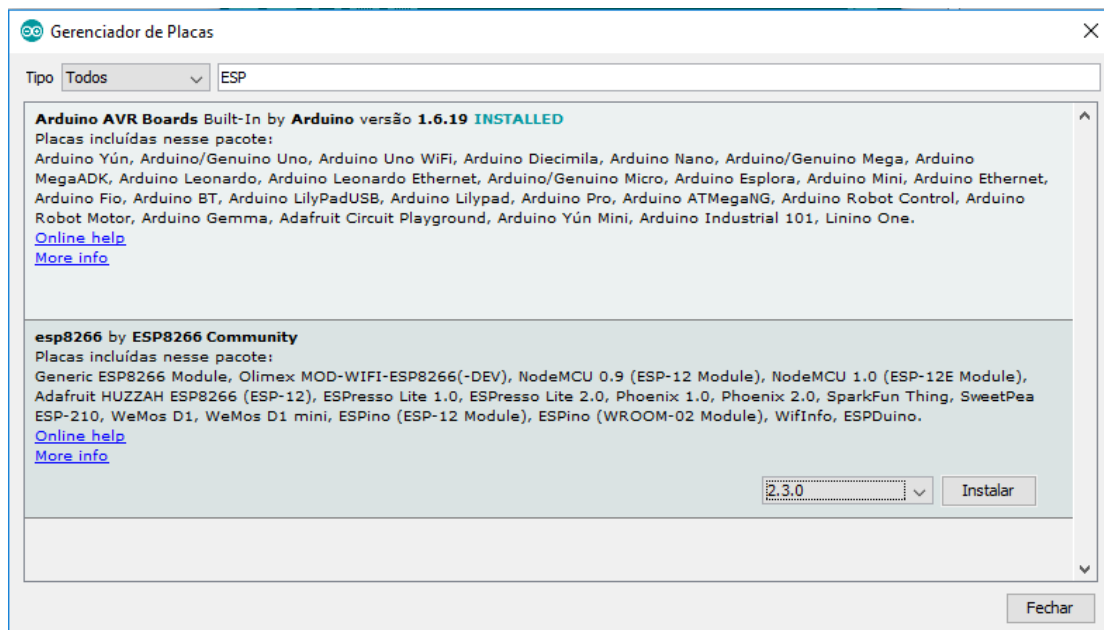 Gerenciador de Placas
Tipo Todos ESP
Arduino AVR Boards Built-In by Arduino versão 1.6.19 INSTALLED
Placas incluídas nesse pacote:
Arduino Yún, Arduino/Genuino Uno, Arduino Uno WiFi, Arduino Diecimila, Arduino Nano, Arduino/Genuino Mega, Arduino
MegaADK, Arduino Leonardo, Arduino Leonardo Ethernet, Arduino/Genuino Micro, Arduino Esplora, Arduino Mini, Arduino Ethernet,
Arduino Fio, Arduino BT, Arduino LilyPadUSB, Arduino Lilypad, Arduino Pro, Arduino ATMegaNG, Arduino Robot Control, Arduino
Robot Motor, Arduino Gemma, Adafruit Circuit Playground, Arduino Yún Mini, Arduino Industrial 101, Linino One.
Online help
More info
esp8266 by ESP8266 Community
Placas incluídas nesse pacote:
Generic ESP8266 Module, Olimex MOD-WIFI-ESP8266(-DEV), NodeMCU 0.9 (ESP-12 Module), NodeMCU 1.0 (ESP-12E Module),
Adafruit HUZZAH ESP8266 (ESP-12), ESPresso Lite 1.0, ESPresso Lite 2.0, Phoenix 1.0, Phoenix 2.0, SparkFun Thing, SweetPea
ESP-210, WeMos D1, WeMos D1 mini, ESPino (ESP-12 Module), ESPino (WROOM-02 Module), WifInfo, ESPDuino.
Online help
More info
2.3.0 Instalar
Fechar